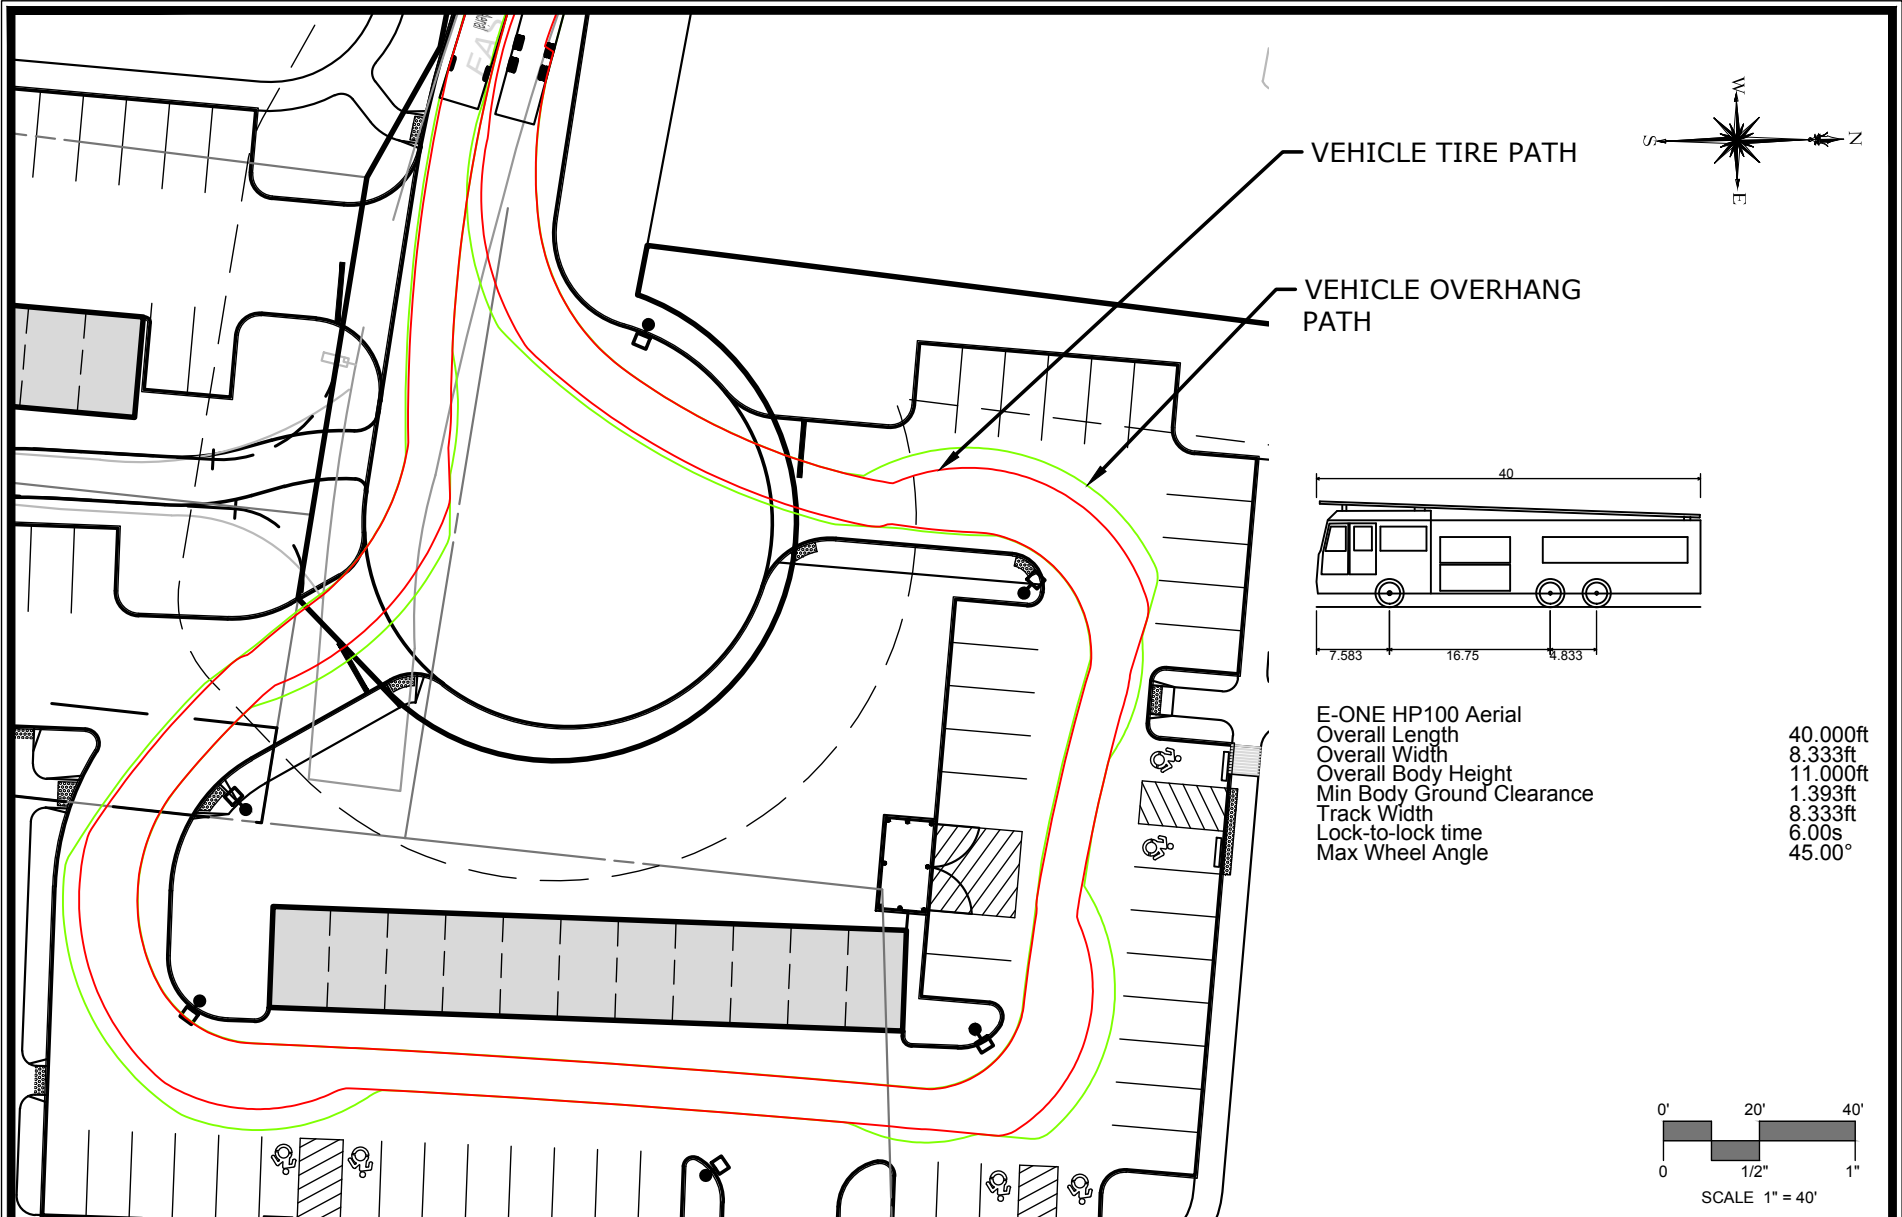 VEHICLE TIRE PATH
VEHICLE OVERHANG
PATH
W
S
N
E
40
7.583
16.75
4.833
E-ONE HP100 Aerial
Overall Length 40.000ft
Overall Width 8.333ft
Overall Body Height 11.000ft
Min Body Ground Clearance 1.393ft
Track Width 8.333ft
Lock-to-lock time 6.00s
Max Wheel Angle 45.00°
0' 20' 40'
0 1/2" 1"
SCALE 1" = 40'